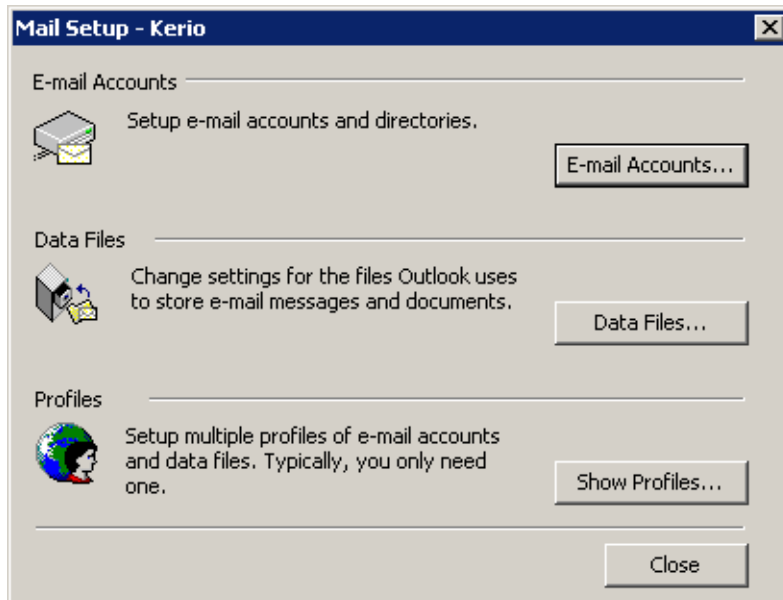 Mail Setup - Kerio
E-mail Accounts
Setup e-mail accounts and directories.
E-mail Accounts...
Data Files
Change settings for the files Outlook uses
to store e-mail messages and documents.
Data Files...
Profiles
Setup multiple profiles of e-mail accounts
and data files. Typically, you only need
one.
Show Profiles...
Close